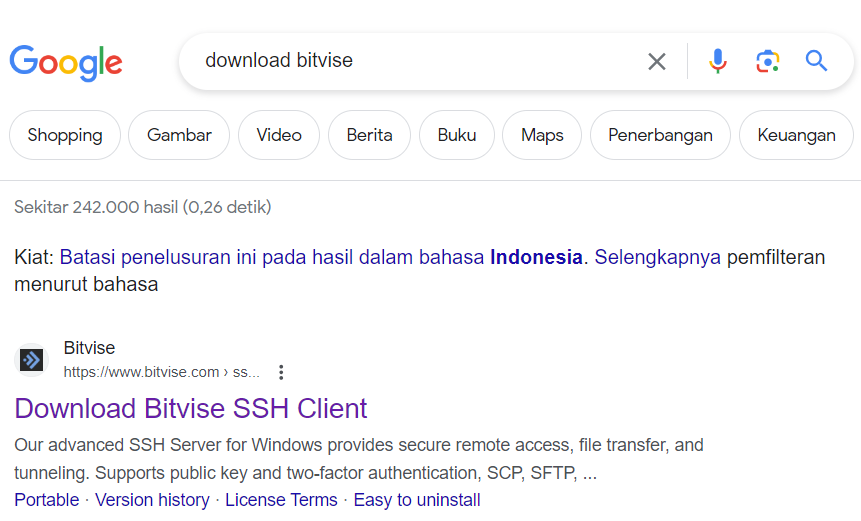 Google
download bitvise
Shopping Gambar Video Berita Buku Maps Penerbangan Keuangan
Sekitar 242.000 hasil (0,26 detik)
Kiat: Batasi penelusuran ini pada hasil dalam bahasa Indonesia. Selengkapnya pemfilteran
menurut bahasa
Bitvise
https://www.bitvise.com › ss...
Download Bitvise SSH Client
Our advanced SSH Server for Windows provides secure remote access, file transfer, and
tunneling. Supports public key and two-factor authentication, SCP, SFTP, ...
Portable · Version history · License Terms · Easy to uninstall